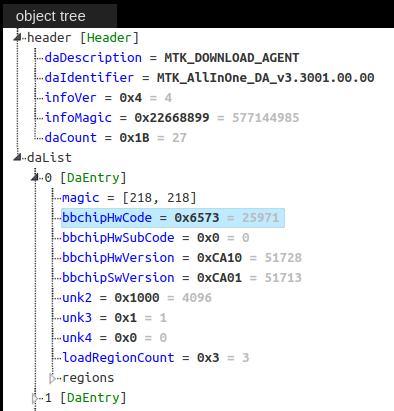 object tree
header [Header]
daDescription = MTK_DOWNLOAD_AGENT
daIdentifier = MTK_AllInOne_DA_v3.3001.00.00
infoVer = 0x4 = 4
infoMagic = 0x22668899 = 577144985
daCount = 0x1B = 27
daList
0 [DaEntry]
magic = [218, 218]
bbchipHwCode = 0x6573 = 25971
bbchipHwSubCode = 0x0 = 0
bbchipHwVersion = 0xCA10 = 51728
bbchipSwVersion = 0xCA01 = 51713
unk2 = 0x1000 = 4096
unk3 = 0x1 = 1
unk4 = 0x0 = 0
loadRegionCount = 0x3 = 3
regions
1 [DaEntry]